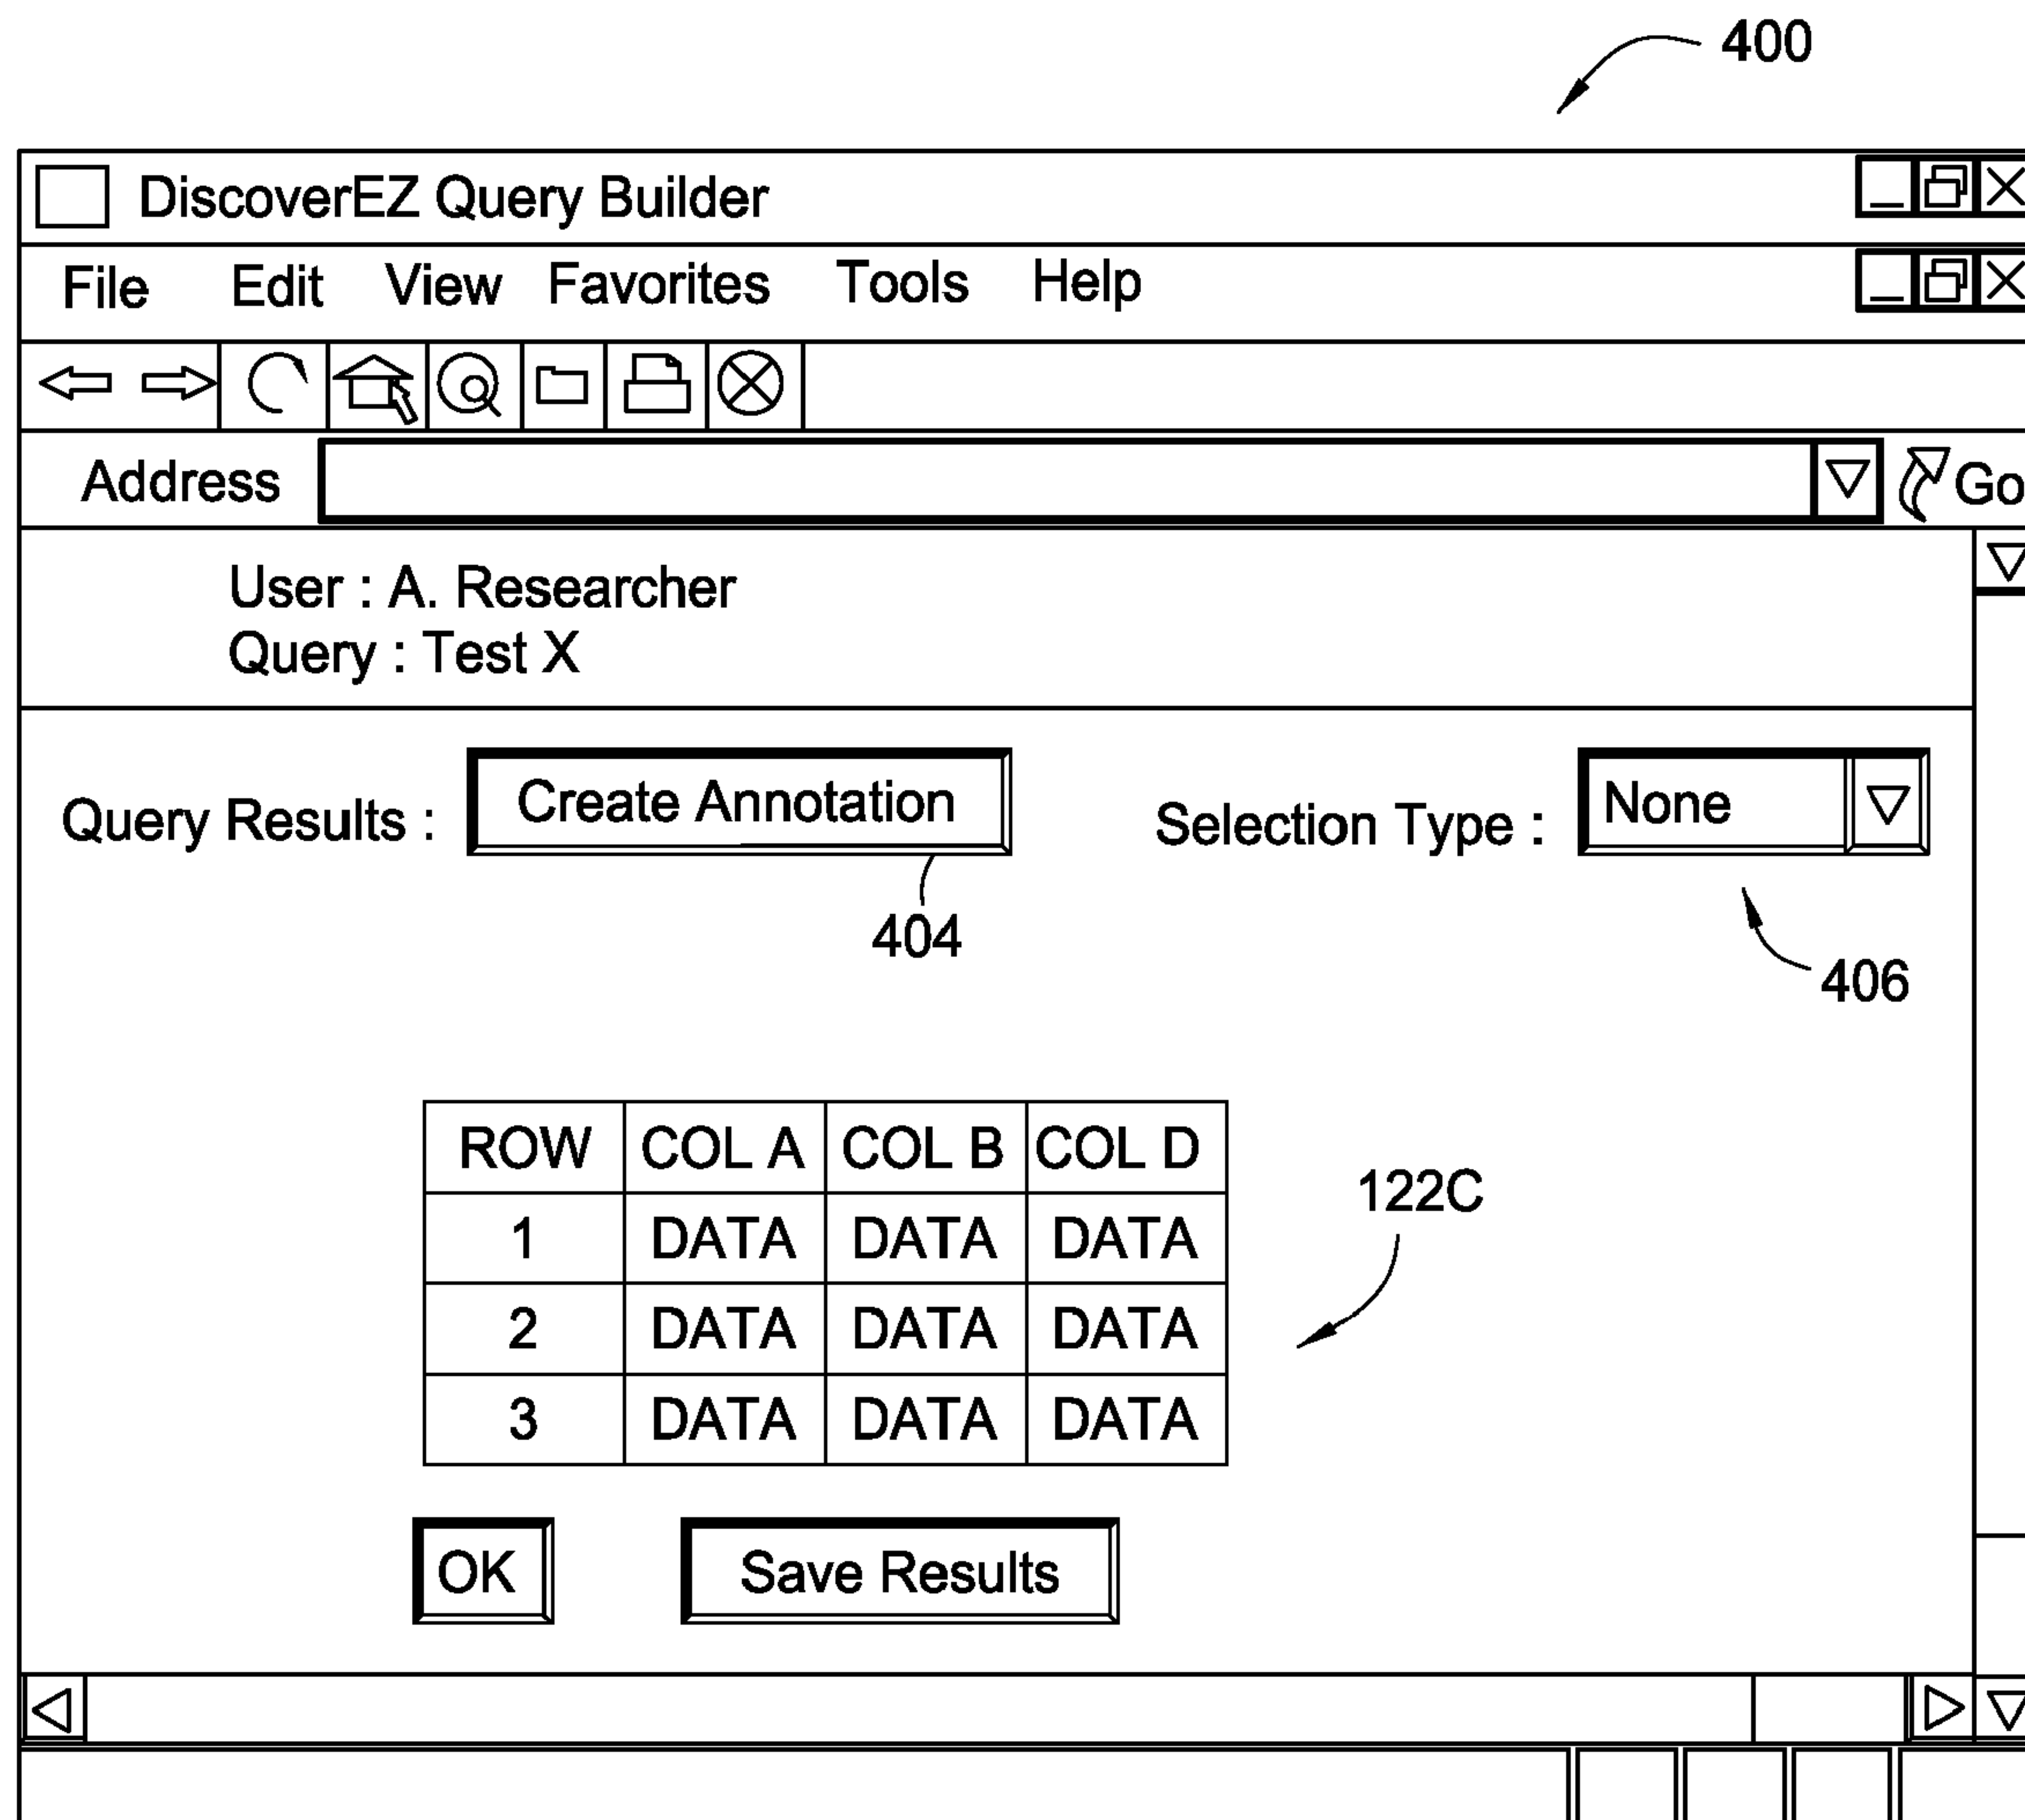 400
DiscoverEZ Query Builder
File Edit View Favorites Tools Help
Address Go
User : A. Researcher
Query : Test X
Query Results : Create Annotation Selection Type : None
404
406
ROW COL A COL B COL D
1 DATA DATA DATA
122C
2 DATA DATA DATA
3 DATA DATA DATA
OK Save Results